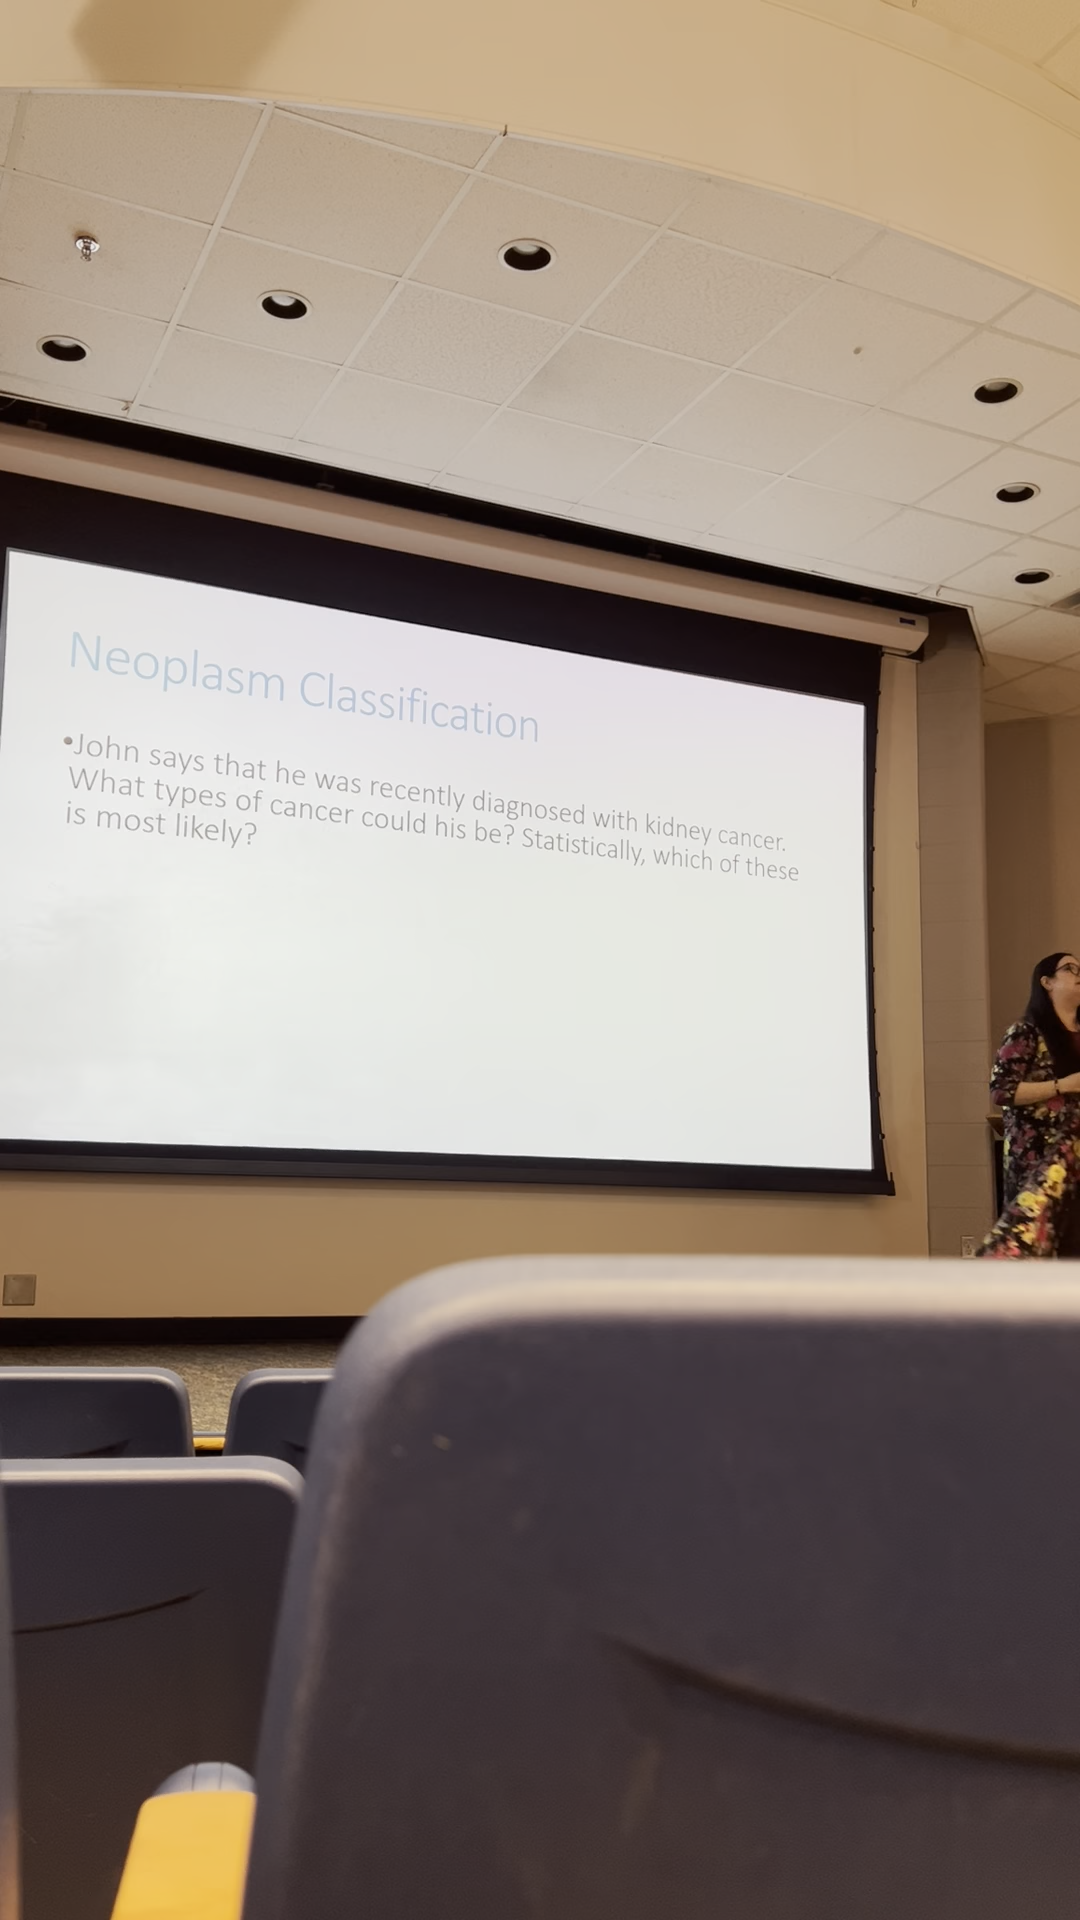 Neoplasm Classification
•John says that he was recently diagnosed with kidney cancer.
What types of cancer could his be? Statistically, which of these
is most likely?